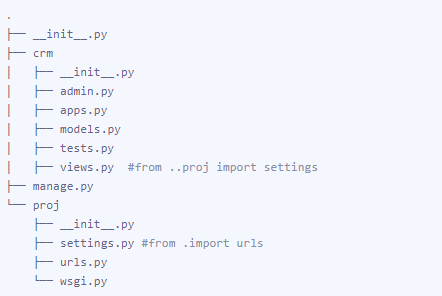 .
├── __init__.py
├── crm
│   ├── __init__.py
│   ├── admin.py
│   ├── apps.py
│   ├── models.py
│   ├── tests.py
│   ├── views.py  #from ..proj import settings
├── manage.py
└── proj
    ├── __init__.py
    ├── settings.py #from .import urls
    ├── urls.py
    └── wsgi.py